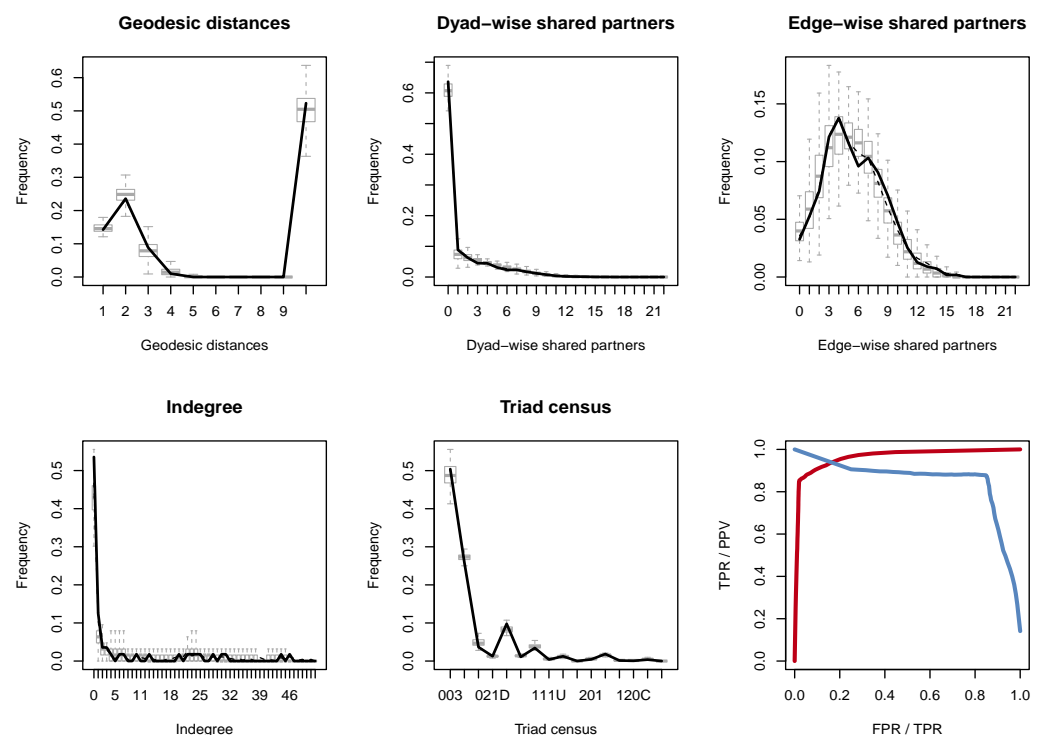 Geodesic distances
Frequency
0.0 0.1 0.2 0.3 0.4 0.5 0.6
1 2 3 4 5 6 7 8 9
Geodesic distances
Dyad−wise shared partners
Frequency
0.0 0.2 0.4 0.6
0 3 6 9 12 15 18 21
Dyad−wise shared partners
Edge−wise shared partners
Frequency
0.00 0.05 0.10 0.15
0 3 6 9 12 15 18 21
Edge−wise shared partners
Indegree
Frequency
0.0 0.1 0.2 0.3 0.4 0.5
0 5 11 18 25 32 39 46
Indegree
Triad census
Frequency
0.0 0.1 0.2 0.3 0.4 0.5
003 021D 111U 201 120C
Triad census
TPR / PPV
0.0 0.2 0.4 0.6 0.8 1.0
0.0 0.2 0.4 0.6 0.8 1.0
FPR / TPR